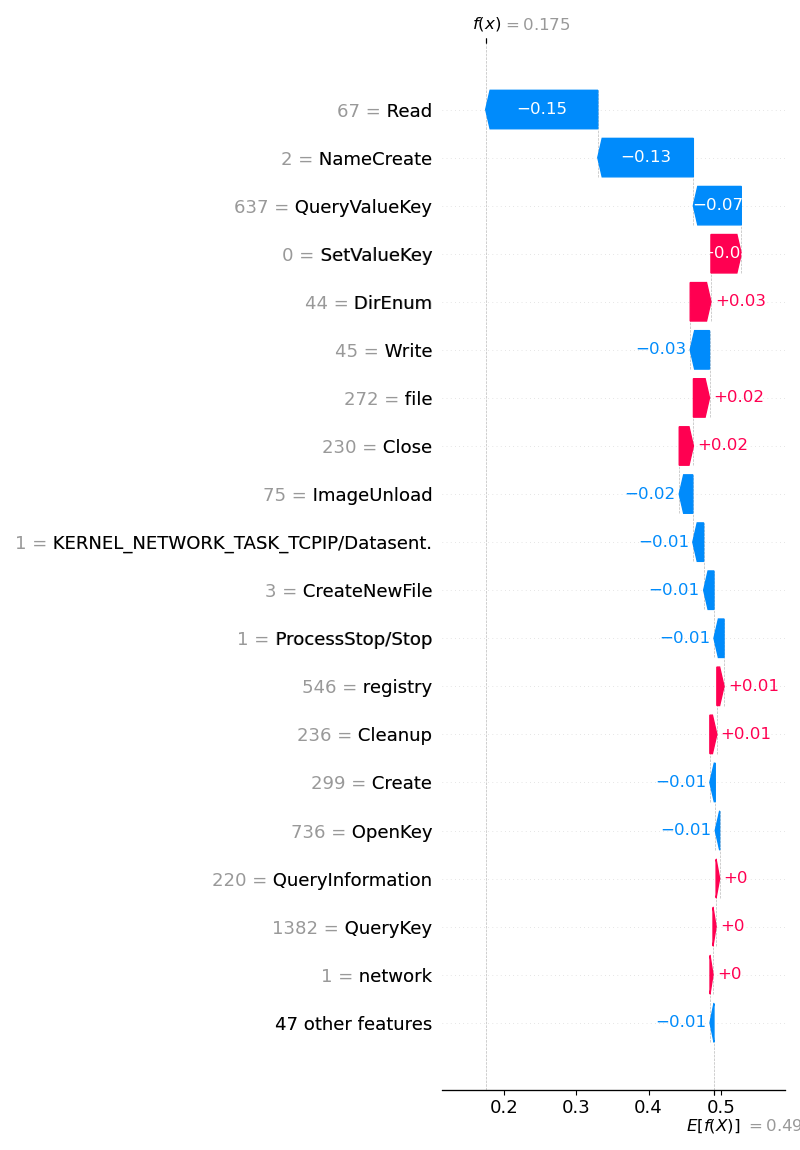 f(x) = 0.175
67 = Read
−0.15
2 = NameCreate
−0.13
637 = QueryValueKey
−0.07
0 = SetValueKey
44 = DirEnum
+0.03
45 = Write
−0.03
272 = file
+0.02
230 = Close
+0.02
75 = ImageUnload
−0.02
1 = KERNEL_NETWORK_TASK_TCPIP/Datasent.
−0.01
3 = CreateNewFile
−0.01
1 = ProcessStop/Stop
−0.01
546 = registry
+0.01
236 = Cleanup
+0.01
299 = Create
−0.01
736 = OpenKey
−0.01
220 = QueryInformation
+0
1382 = QueryKey
+0
1 = network
+0
47 other features
−0.01
0.2 0.3 0.4 0.5
E[f(X)] = 0.49